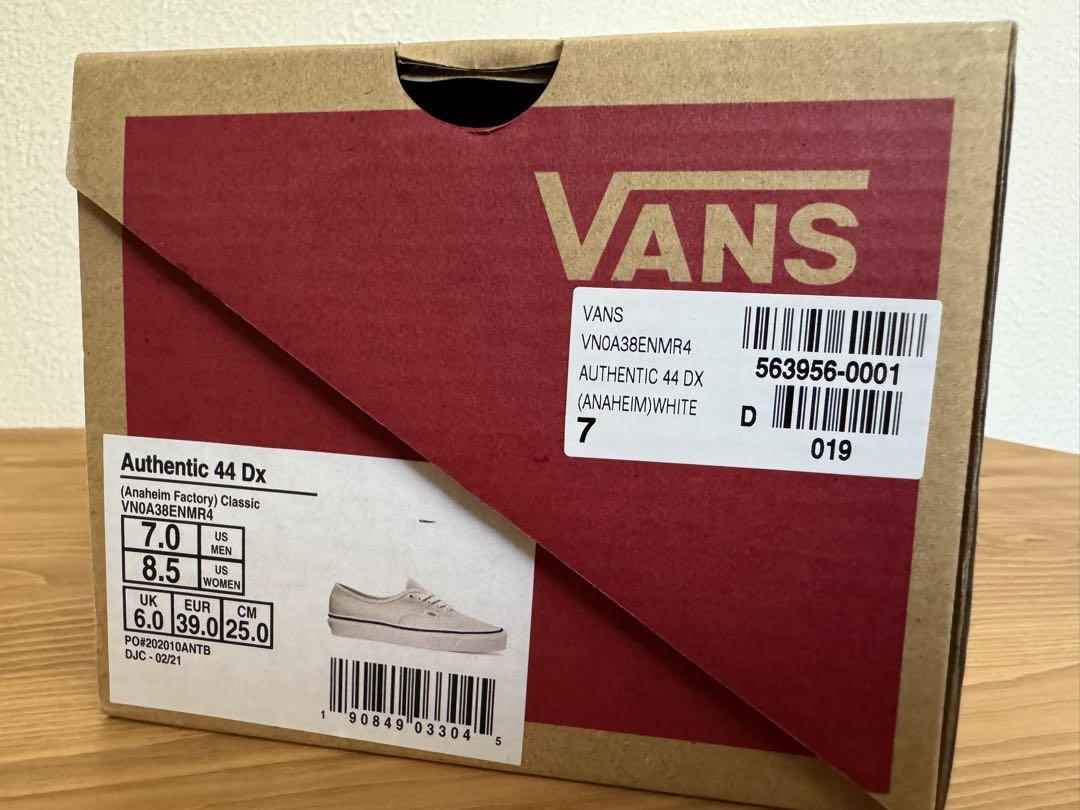 VANS
VANS
VN0A38ENMR4
AUTHENTIC 44 DX
(ANAHEIM)WHITE
7
563956-0001
D
019
Authentic 44 Dx
(Anaheim Factory) Classic
VN0A38ENMR4
7.0 US MEN
8.5 US WOMEN
UK 6.0 EUR 39.0 CM 25.0
PO#202010ANTB
DJC - 02/21
1 90849 03304 5